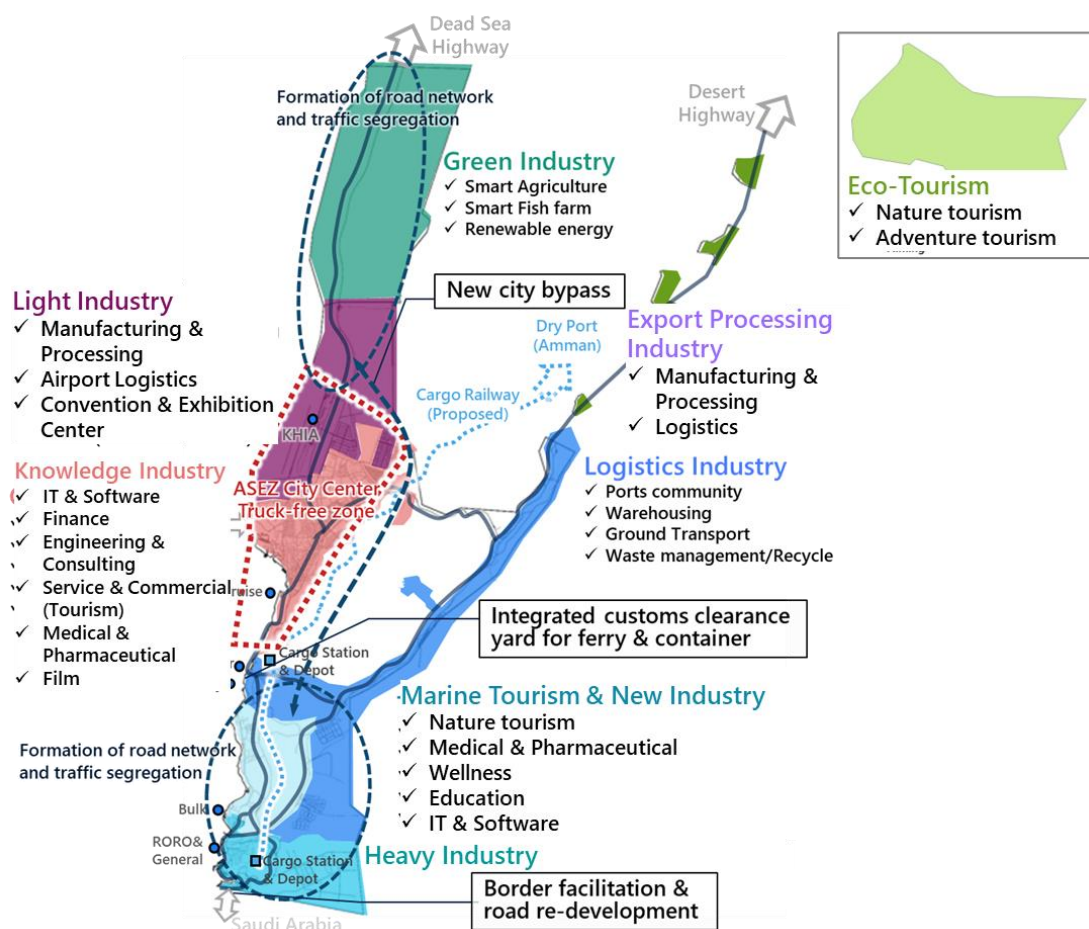 Dead Sea
Highway
Formation of road network
and traffic segregation
Desert
Highway
Green Industry
✓ Smart Agriculture
✓ Smart Fish farm
✓ Renewable energy
Eco-Tourism
✓ Nature tourism
✓ Adventure tourism
New city bypass
Light Industry
✓ Manufacturing &
Processing
✓ Airport Logistics
✓ Convention & Exhibition
Center
Dry Port
(Amman)
Cargo Railway
(Proposed)
Export Processing
Industry
✓ Manufacturing &
Processing
✓ Logistics
KHIA
Knowledge Industry
✓ IT & Software
✓ Finance
✓ Engineering &
Consulting
✓ Service & Commercial
(Tourism)
✓ Medical &
Pharmaceutical
✓ Film
ASEZ City Center
Truck-free zone
Logistics Industry
✓ Ports community
✓ Warehousing
✓ Ground Transport
✓ Waste management/Recycle
Integrated customs clearance
yard for ferry & container
Cargo Station
& Depot
Marine Tourism & New Industry
✓ Nature tourism
✓ Medical & Pharmaceutical
✓ Wellness
✓ Education
✓ IT & Software
Formation of road network
and traffic segregation
Bulk
RORO&
General
Cargo Station
& Depot
Heavy Industry
Border facilitation &
road re-development
Saudi Arabia